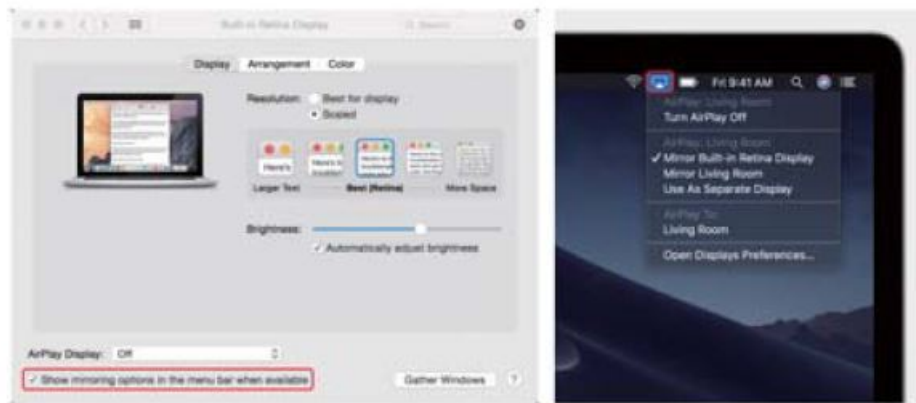 Built-in Retina Display
Search
Display Arrangement Color
Resolution: Best for display
Scaled
Here's
Larger Text Best (Retina) More Space
Brightness:
Automatically adjust brightness
AirPlay Display: Off
Show mirroring options in the menu bar when available
Gather Windows ?
Fri 9:41 AM
AirPlay: Living Room
Turn AirPlay Off
AirPlay: Living Room
Mirror Built-in Retina Display
Mirror Living Room
Use As Separate Display
AirPlay To:
Living Room
Open Displays Preferences...